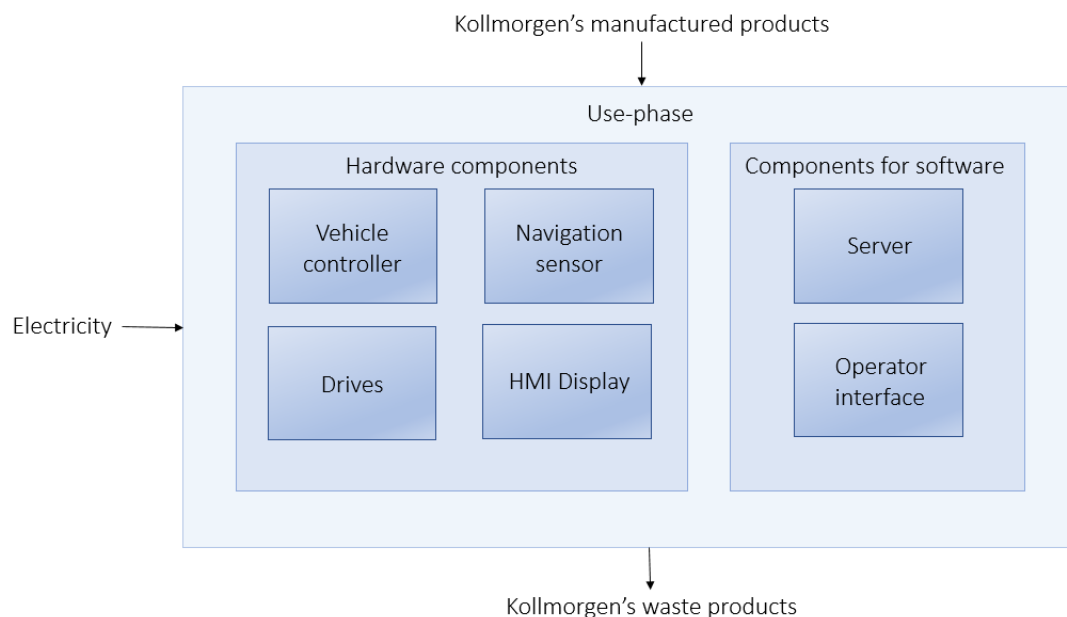 Kollmorgen’s manufactured products
Use-phase
Hardware components
Components for software
Vehicle
controller
Navigation
sensor
Server
Electricity
Drives
HMI Display
Operator
interface
Kollmorgen’s waste products